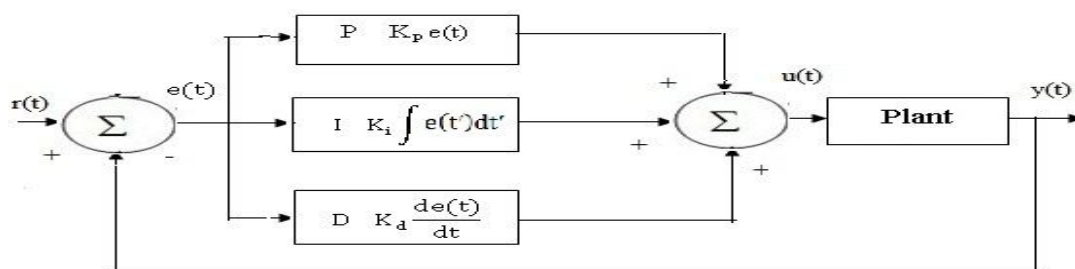 P K_p e(t)
r(t)
e(t)
+
-
Σ
I K_i ∫ e(t')dt'
D K_d de(t)/dt
+
+
+
Σ
u(t)
Plant
y(t)